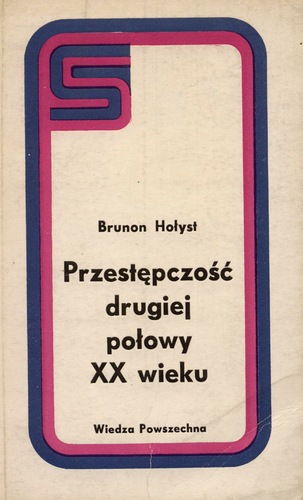 Brunon Hołyst
Przestępczość
drugiej
połowy
XX wieku
Wiedza Powszechna